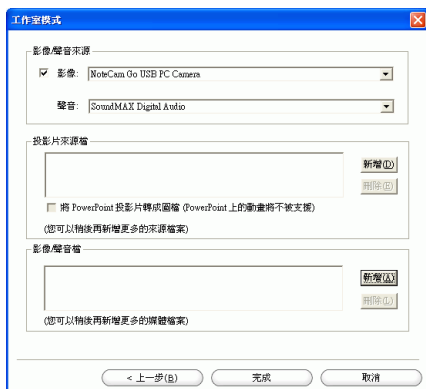 工作室模式
影像/聲音來源
影像: NoteCam Go USB PC Camera
聲音: SoundMAX Digital Audio
投影片來源檔
新增(D)
刪除(E)
將 PowerPoint 投影片轉成圖檔 (PowerPoint 上的動畫將不被支援)
(您可以稍後再新增更多的來源檔案)
影像/聲音檔
新增(A)
刪除(L)
(您可以稍後再新增更多的媒體檔案)
< 上一步(B)
完成
取消